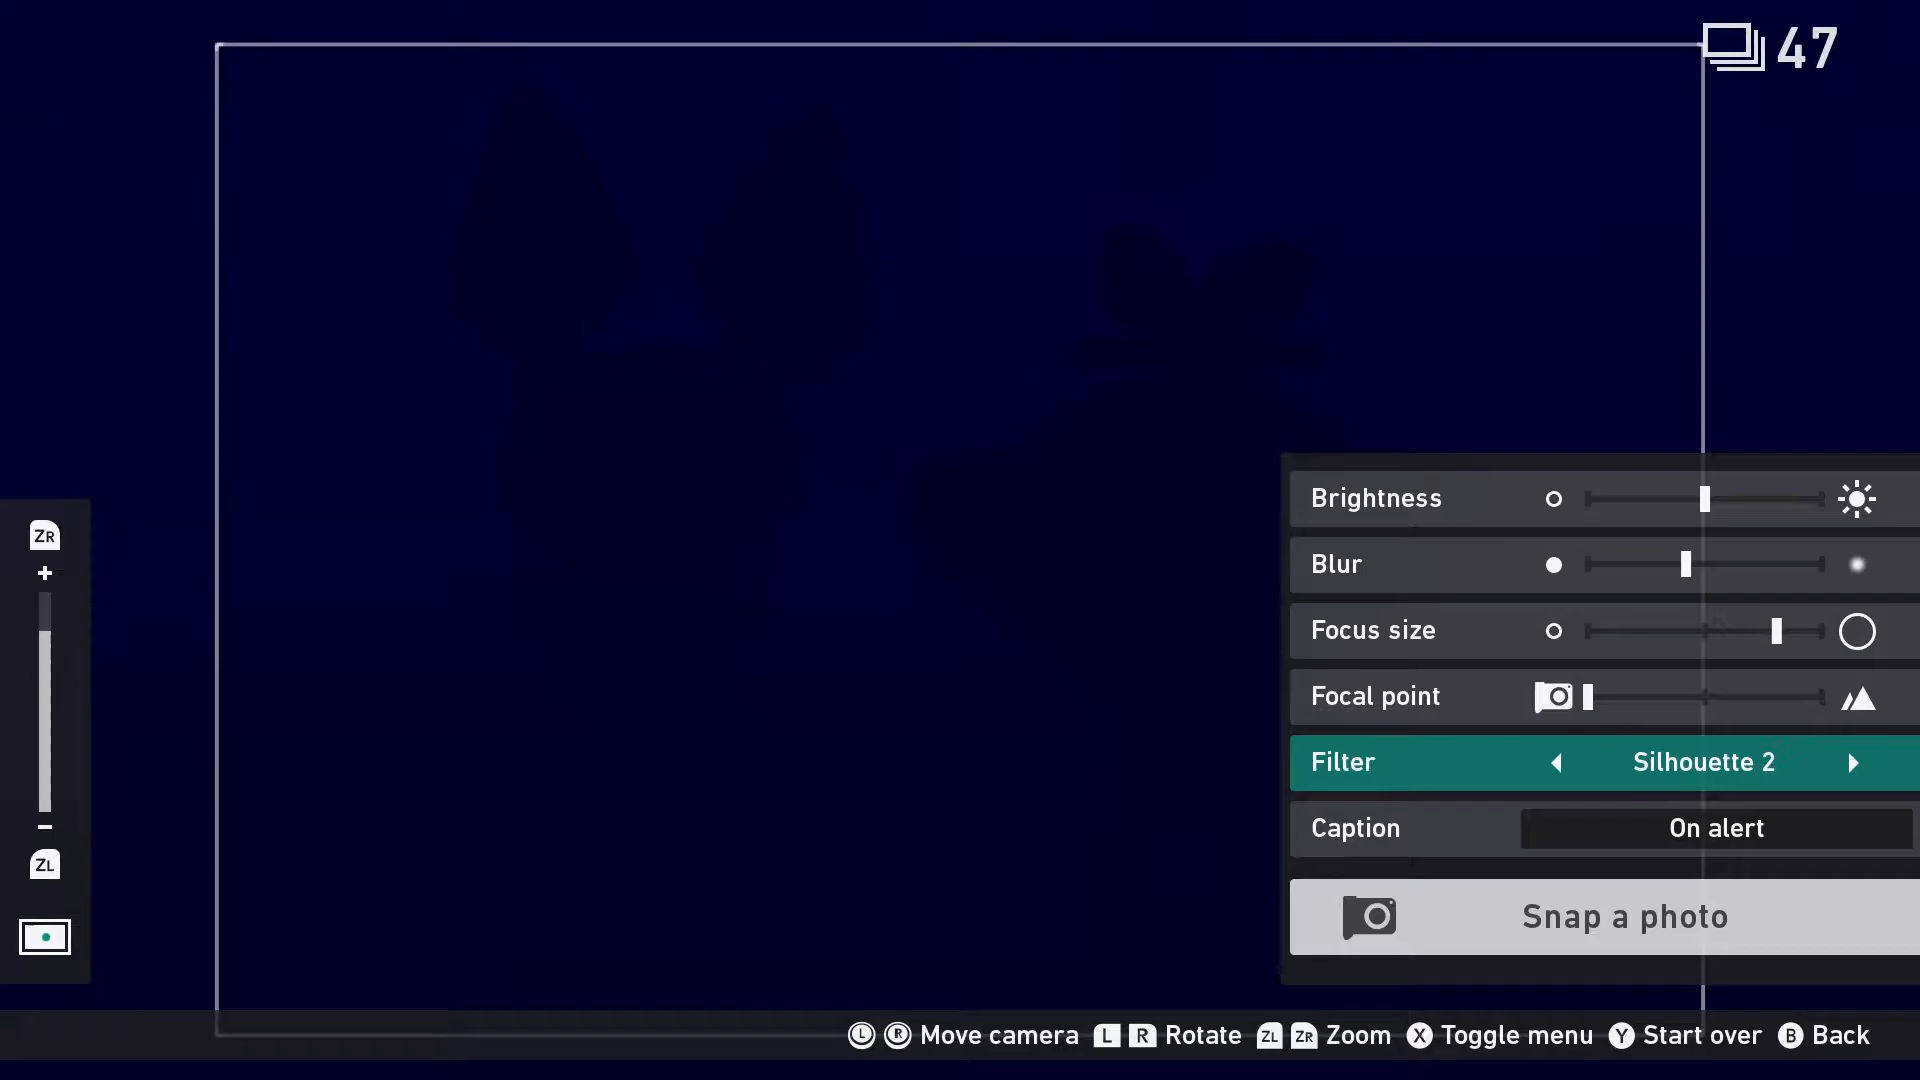 47
Brightness
Blur
Focus size
Focal point
Filter Silhouette 2
Caption On alert
Snap a photo
ZR
+
-
ZL
L R Move camera L R Rotate ZL ZR Zoom X Toggle menu Y Start over B Back